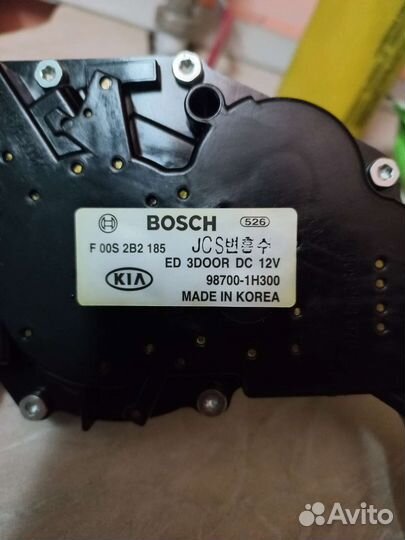 BOSCH 526
F 00S 2B2 185 JCS변흥수
ED 3DOOR DC 12V
KIA 98700-1H300
MADE IN KOREA
Avito